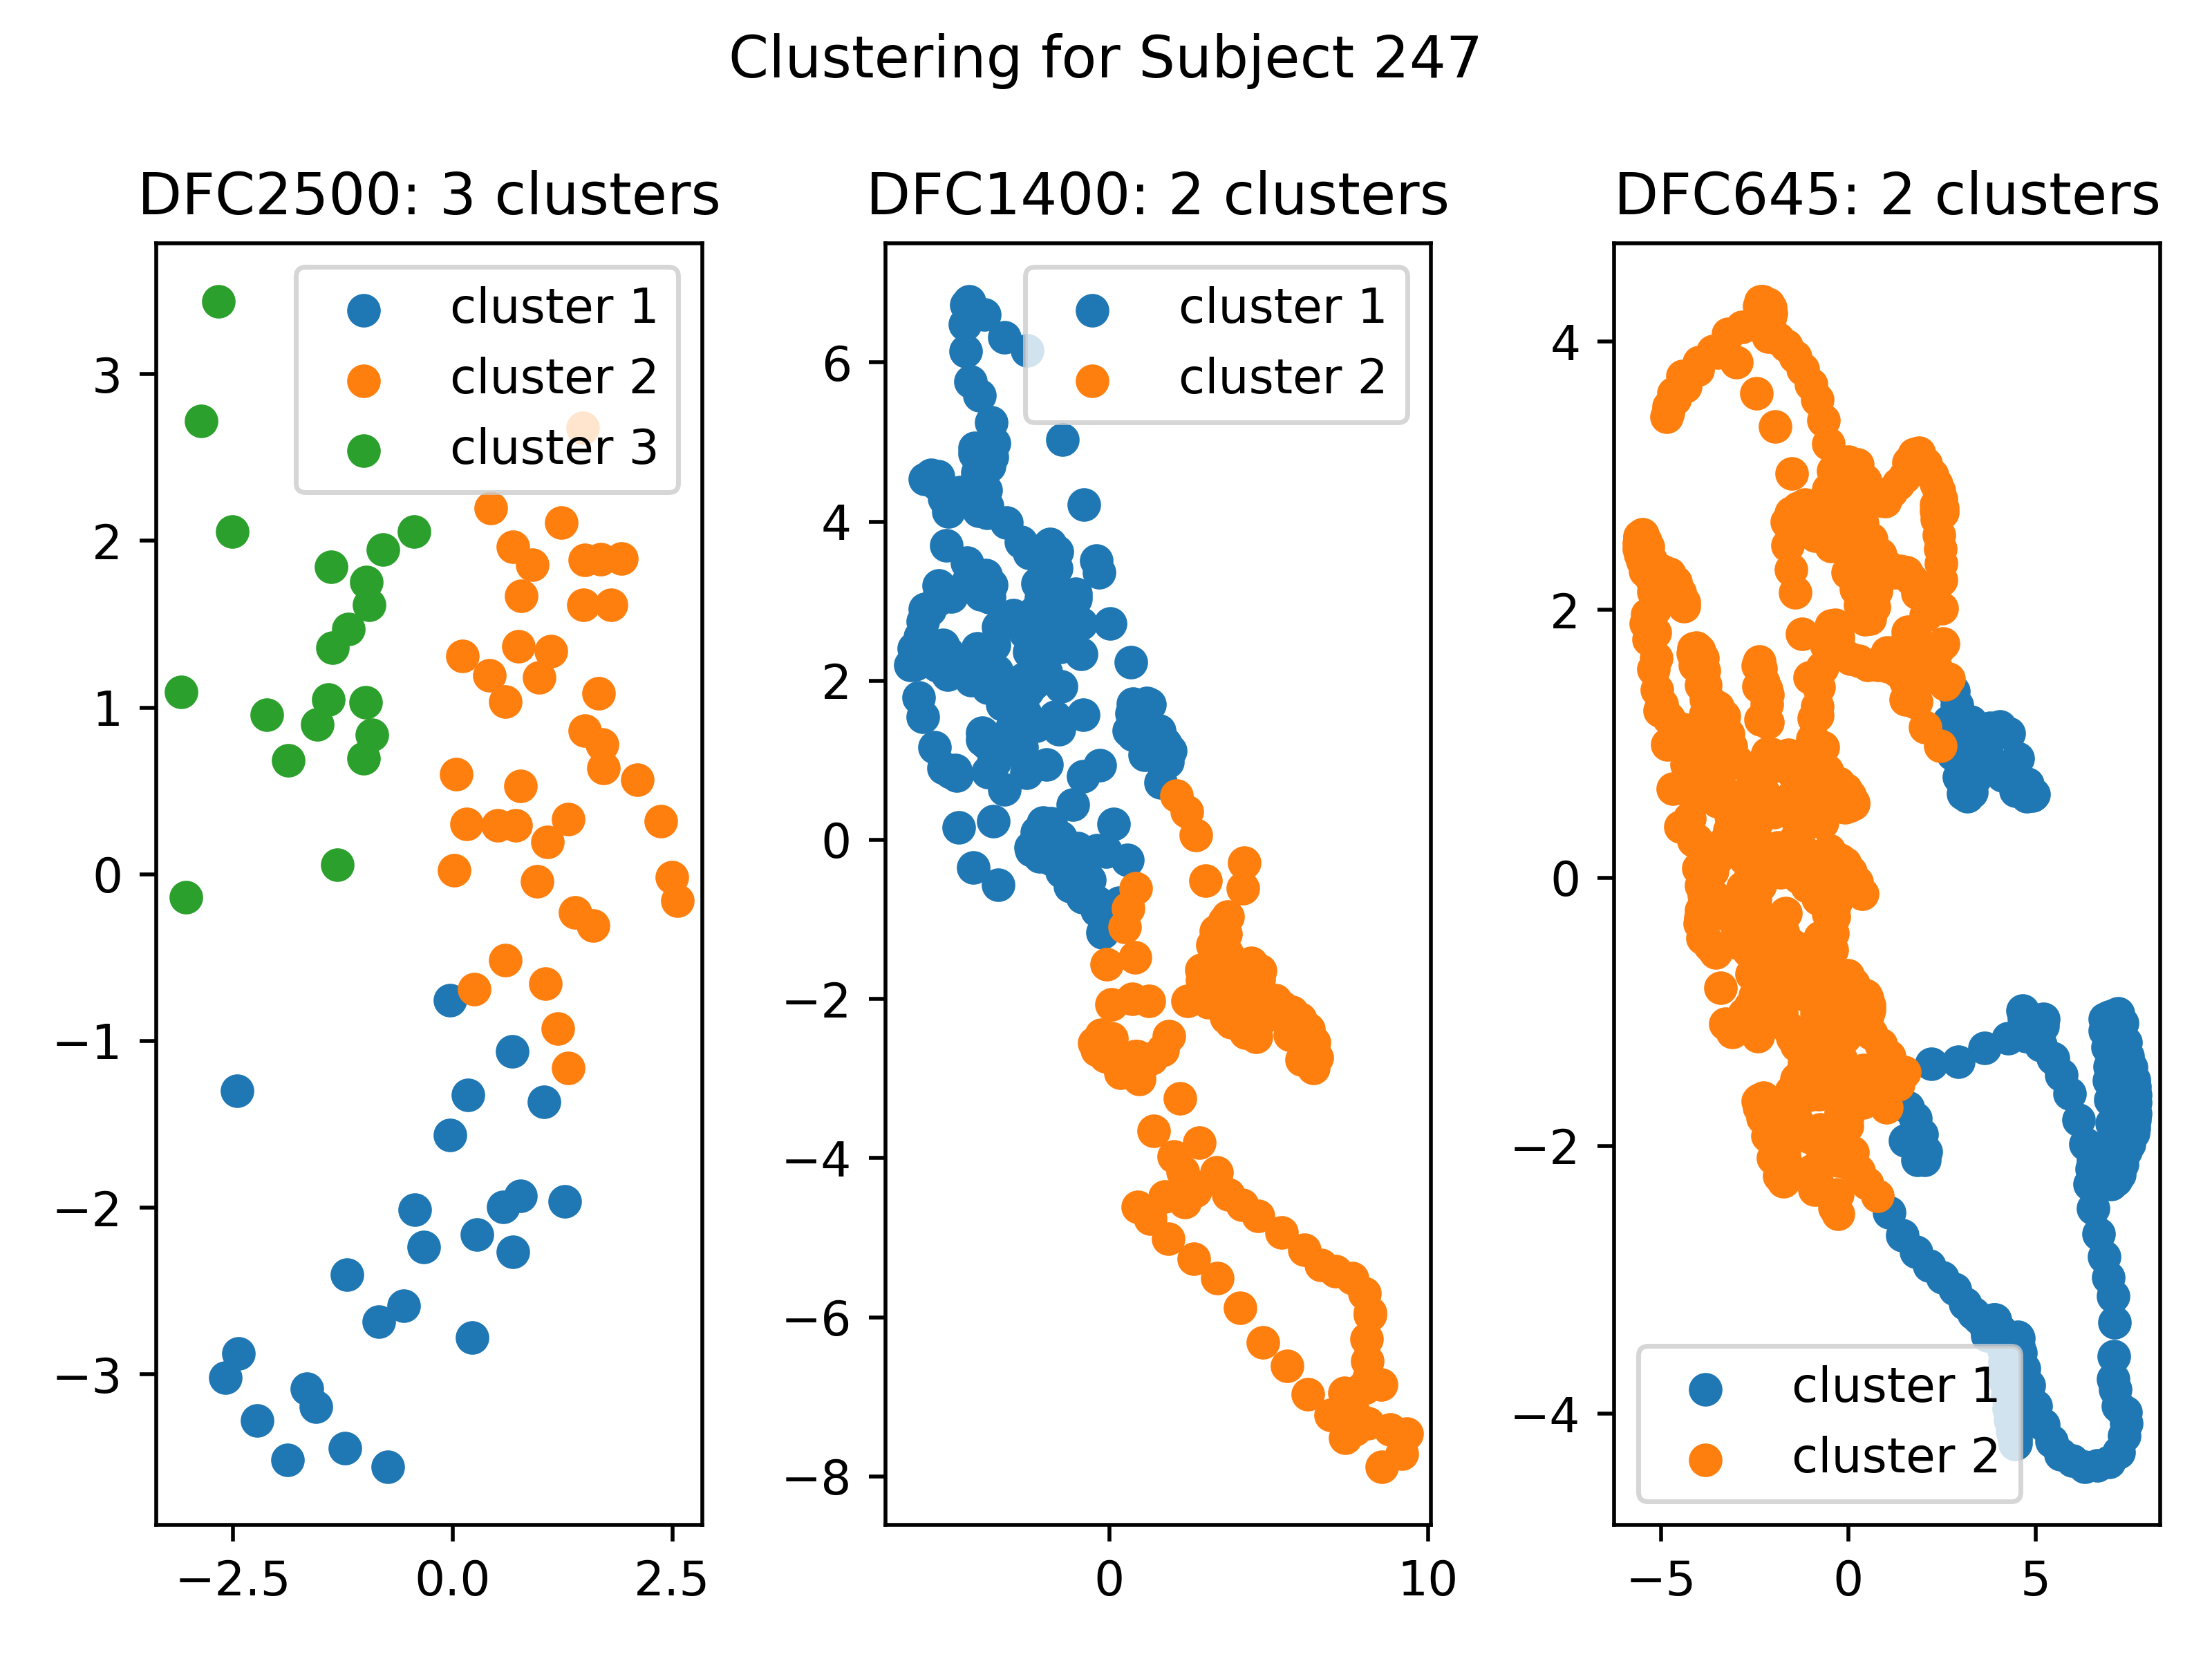 Clustering for Subject 247
DFC2500: 3 clusters
cluster 1
cluster 2
cluster 3
3
2
1
0
−1
−2
−3
−2.5 0.0 2.5
DFC1400: 2 clusters
cluster 1
cluster 2
6
4
2
0
−2
−4
−6
−8
0 10
DFC645: 2 clusters
4
2
0
−2
−4
cluster 1
cluster 2
−5 0 5